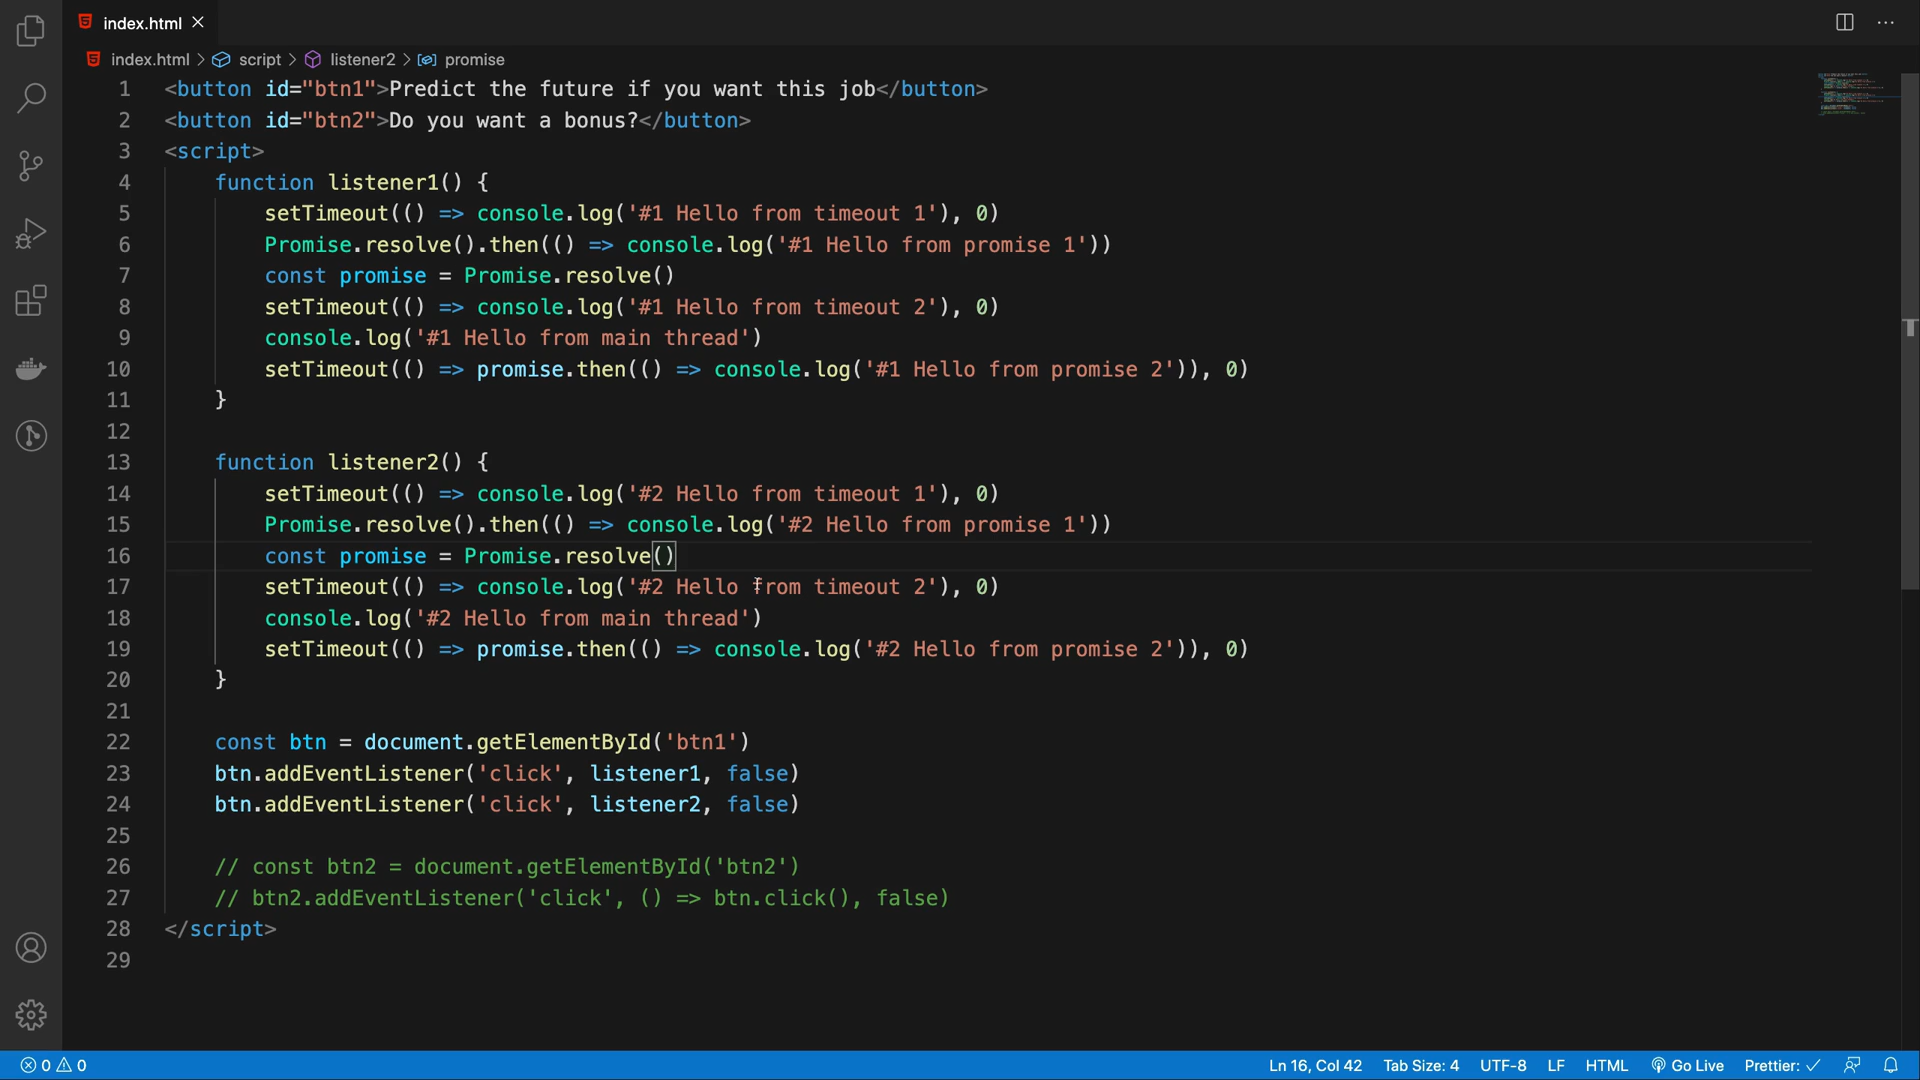 index.html
index.html > script > listener2 > promise
1 <button id="btn1">Predict the future if you want this job</button>
2 <button id="btn2">Do you want a bonus?</button>
3 <script>
4     function listener1() {
5         setTimeout(() => console.log('#1 Hello from timeout 1'), 0)
6         Promise.resolve().then(() => console.log('#1 Hello from promise 1'))
7         const promise = Promise.resolve()
8         setTimeout(() => console.log('#1 Hello from timeout 2'), 0)
9         console.log('#1 Hello from main thread')
10         setTimeout(() => promise.then(() => console.log('#1 Hello from promise 2')), 0)
11     }
12
13     function listener2() {
14         setTimeout(() => console.log('#2 Hello from timeout 1'), 0)
15         Promise.resolve().then(() => console.log('#2 Hello from promise 1'))
16         const promise = Promise.resolve()
17         setTimeout(() => console.log('#2 Hello from timeout 2'), 0)
18         console.log('#2 Hello from main thread')
19         setTimeout(() => promise.then(() => console.log('#2 Hello from promise 2')), 0)
20     }
21
22     const btn = document.getElementById('btn1')
23     btn.addEventListener('click', listener1, false)
24     btn.addEventListener('click', listener2, false)
25
26     // const btn2 = document.getElementById('btn2')
27     // btn2.addEventListener('click', () => btn.click(), false)
28 </script>
29
0 0 Ln 16, Col 42 Tab Size: 4 UTF-8 LF HTML Go Live Prettier: ✓